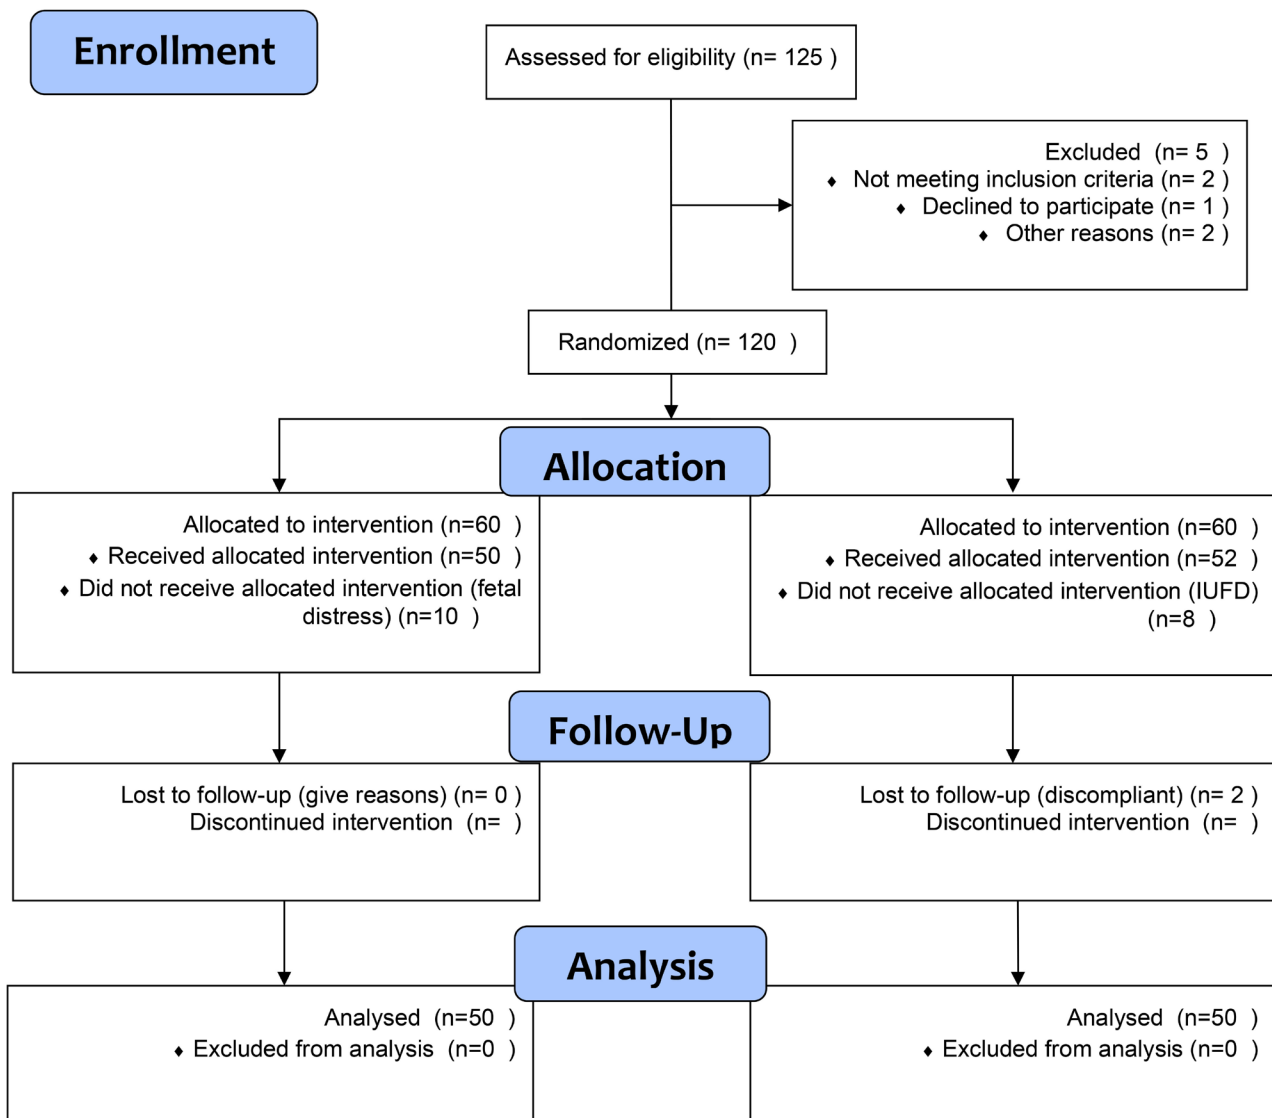 Enrollment
Assessed for eligibility (n= 125 )
Excluded (n= 5 )
♦ Not meeting inclusion criteria (n= 2 )
♦ Declined to participate (n= 1 )
♦ Other reasons (n= 2 )
Randomized (n= 120 )
Allocation
Allocated to intervention (n=60 )
♦ Received allocated intervention (n=50 )
♦ Did not receive allocated intervention (fetal
distress) (n=10 )
Allocated to intervention (n=60 )
♦ Received allocated intervention (n=52 )
♦ Did not receive allocated intervention (IUFD)
(n=8 )
Follow-Up
Lost to follow-up (give reasons) (n= 0 )
Discontinued intervention (n= )
Lost to follow-up (discompliant) (n= 2 )
Discontinued intervention (n= )
Analysis
Analysed (n=50 )
♦ Excluded from analysis (n=0 )
Analysed (n=50 )
♦ Excluded from analysis (n=0 )